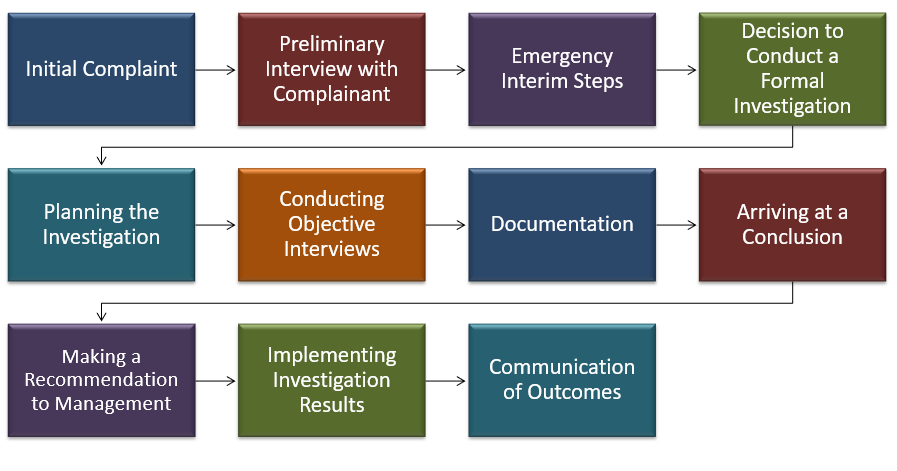 Initial Complaint
Preliminary
Interview with
Complainant
Emergency
Interim Steps
Decision to
Conduct a
Formal
Investigation
Planning the
Investigation
Conducting
Objective
Interviews
Documentation
Arriving at a
Conclusion
Making a
Recommendation
to Management
Implementing
Investigation
Results
Communication
of Outcomes